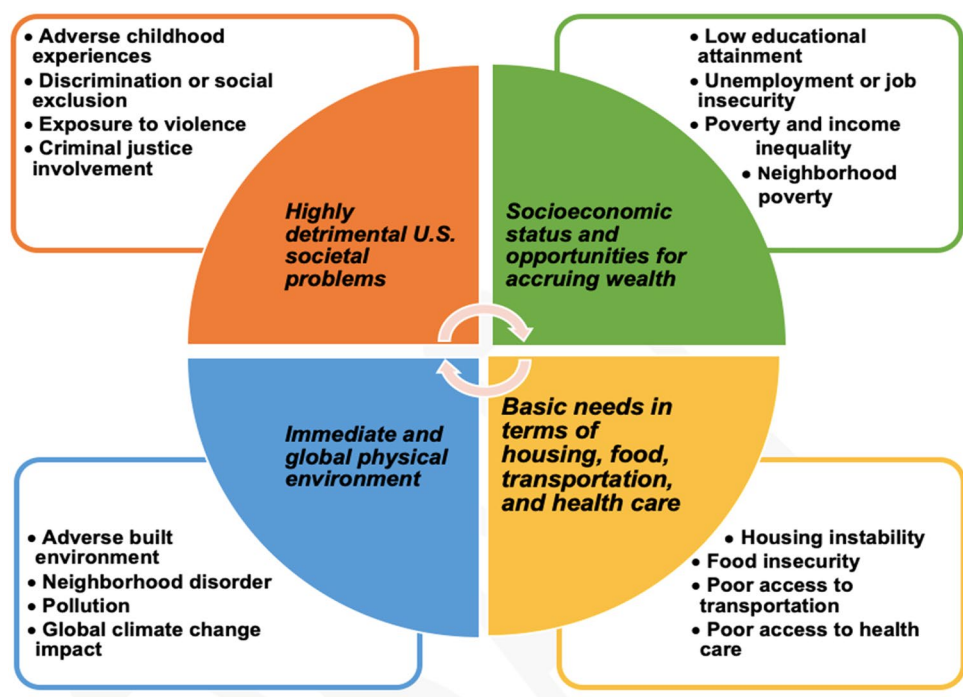 • Adverse childhood
experiences
• Discrimination or social
exclusion
• Exposure to violence
• Criminal justice
involvement
• Low educational
attainment
• Unemployment or job
insecurity
• Poverty and income
inequality
• Neighborhood
poverty
Highly
detrimental U.S.
societal
problems
Socioeconomic
status and
opportunities for
accruing wealth
Immediate and
global physical
environment
Basic needs in
terms of
housing, food,
transportation,
and health care
• Adverse built
environment
• Neighborhood disorder
• Pollution
• Global climate change
impact
• Housing instability
• Food insecurity
• Poor access to
transportation
• Poor access to health
care